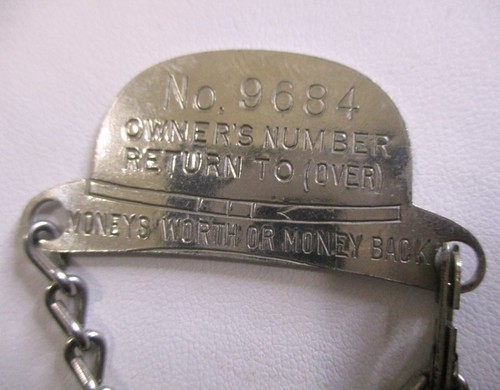 No. 9684
OWNER'S NUMBER
RETURN TO (OVER)
MONEYS' WORTH OR MONEY BACK